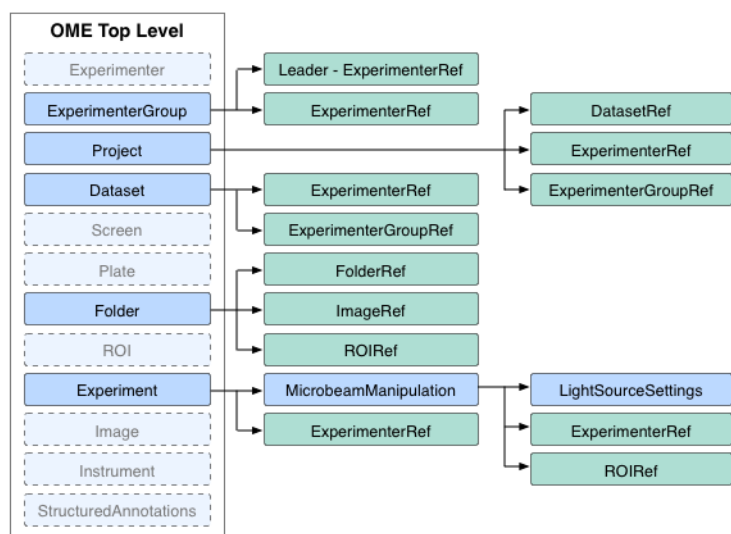 OME Top Level
Experimenter
Leader - ExperimenterRef
ExperimenterGroup
ExperimenterRef
DatasetRef
Project
ExperimenterRef
Dataset
ExperimenterRef
ExperimenterGroupRef
Screen
ExperimenterGroupRef
Plate
FolderRef
Folder
ImageRef
ROI
ROIRef
Experiment
MicrobeamManipulation
LightSourceSettings
Image
ExperimenterRef
ExperimenterRef
Instrument
ROIRef
StructuredAnnotations